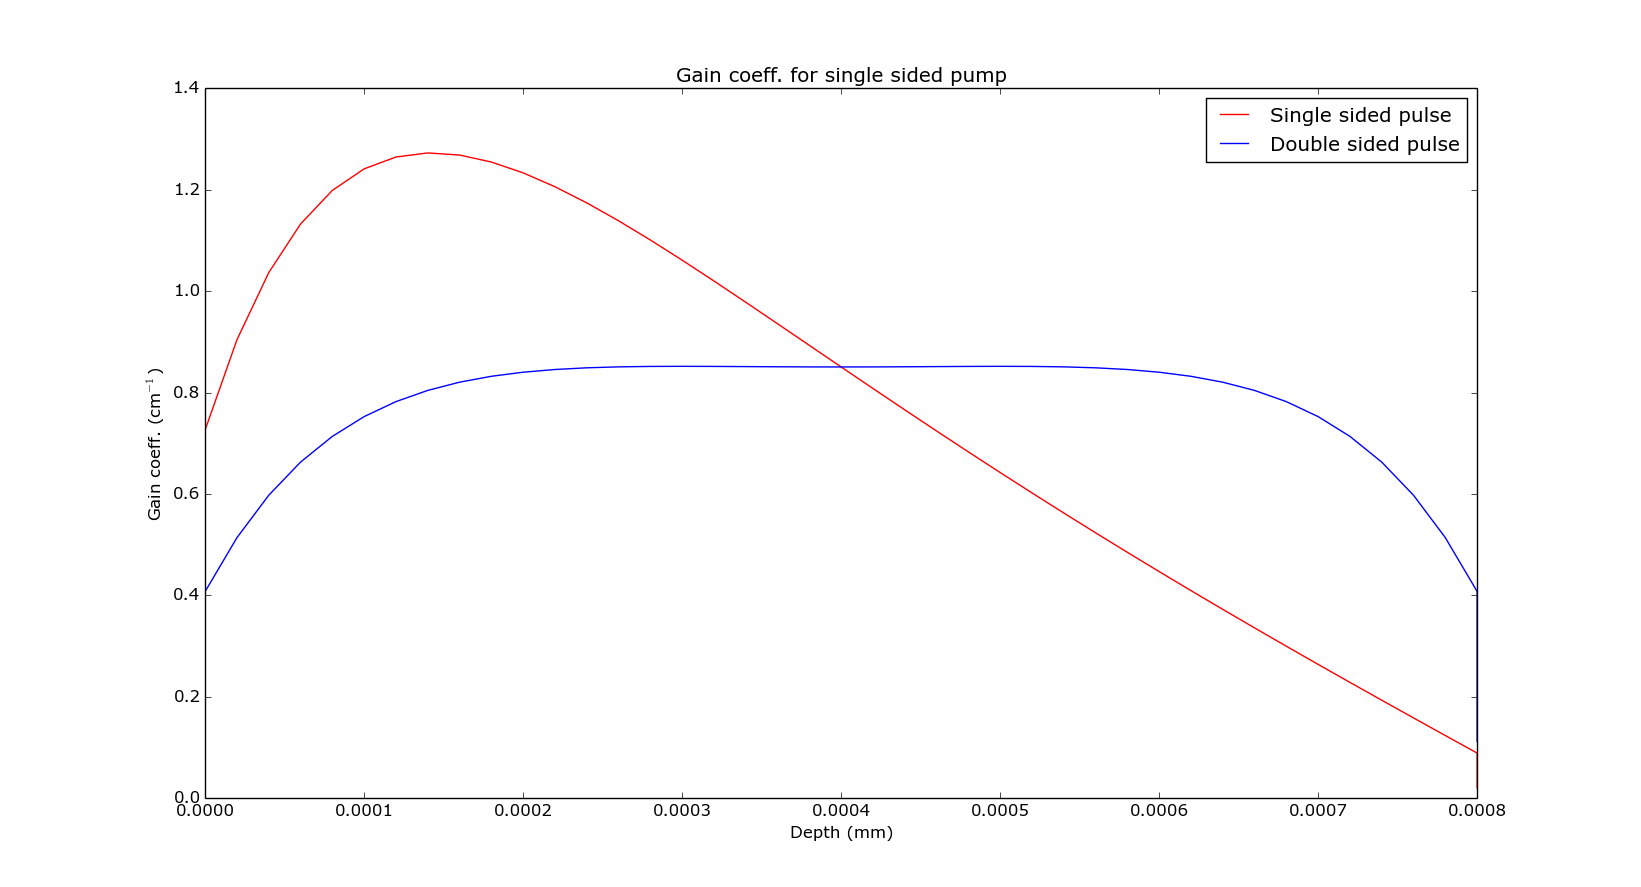 Gain coeff. for single sided pump
1.4
1.2
1.0
0.8
0.6
0.4
0.2
0.0
Gain coeff. (cm⁻¹)
Single sided pulse
Double sided pulse
0.0000 0.0001 0.0002 0.0003 0.0004 0.0005 0.0006 0.0007 0.0008
Depth (mm)